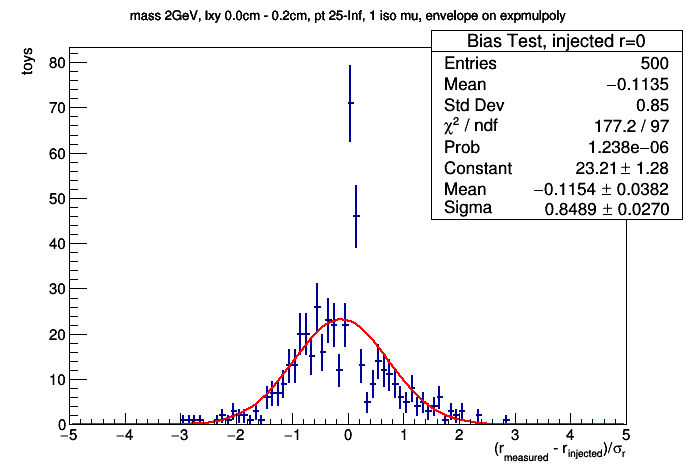 mass 2GeV, lxy 0.0cm - 0.2cm, pt 25-Inf, 1 iso mu, envelope on expmulpoly
Bias Test, injected r=0
Entries 500
Mean −0.1135
Std Dev 0.85
χ² / ndf 177.2 / 97
Prob 1.238e−06
Constant 23.21 ± 1.28
Mean −0.1154 ± 0.0382
Sigma 0.8489 ± 0.0270
toys
80
70
60
50
40
30
20
10
0
−5 −4 −3 −2 −1 0 1 2 3 4 5
(r_measured - r_injected)/σ_r